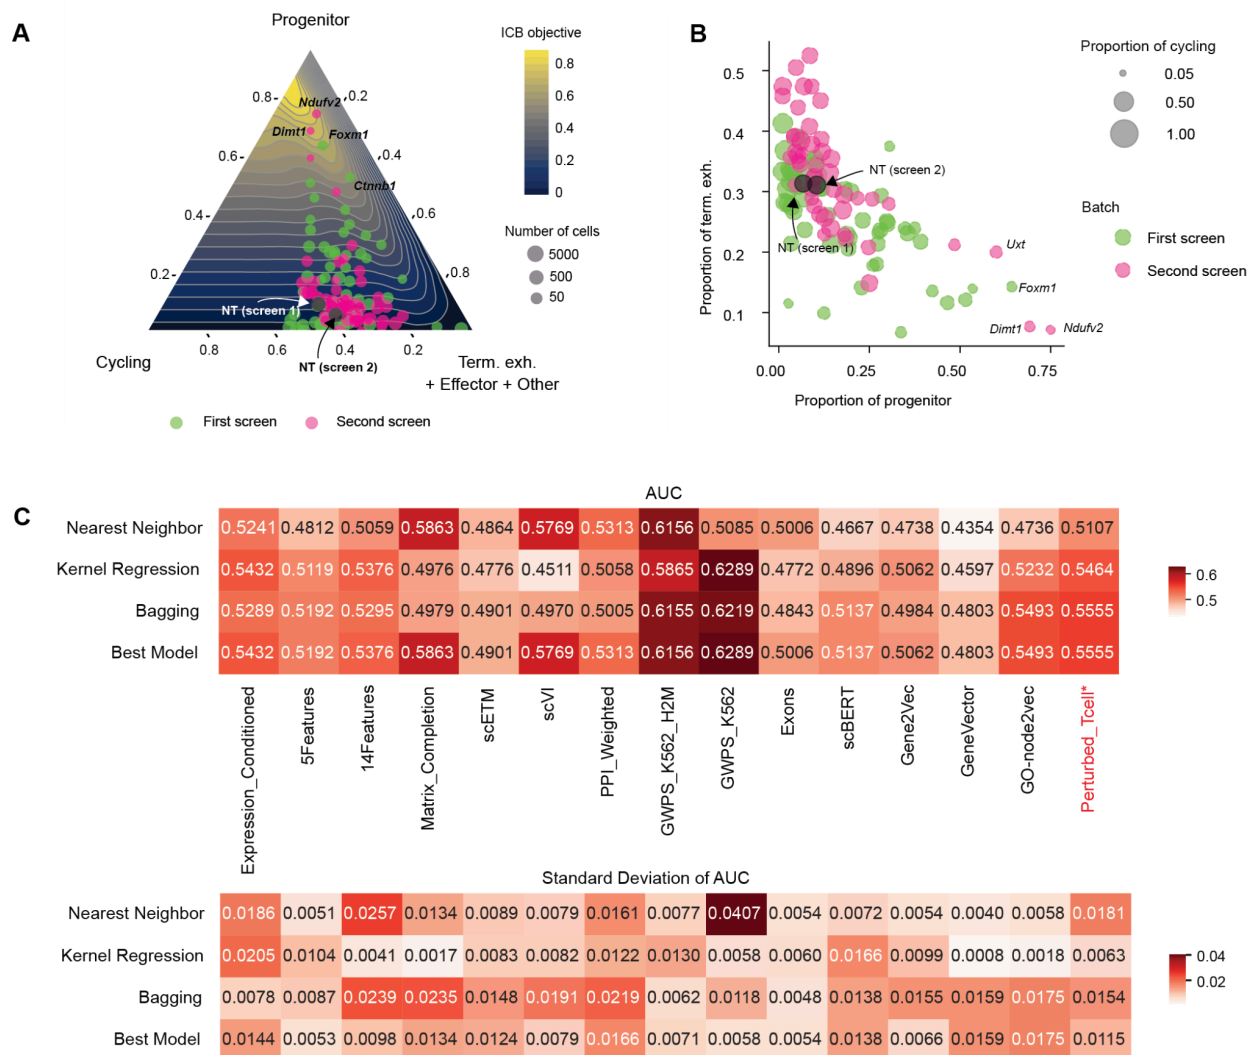 A
Progenitor
0.8
0.6
0.4
0.2
0.2
0.4
0.6
0.8
Ndufv2
Dimt1
Foxm1
Ctnnb1
NT (screen 1)
NT (screen 2)
0.8
0.6
0.4
0.2
Cycling
Term. exh.
+ Effector + Other
First screen
Second screen
ICB objective
0.8
0.6
0.4
0.2
0
Number of cells
5000
500
50
B
Proportion of term. exh.
0.5
0.4
0.3
0.2
0.1
NT (screen 2)
NT (screen 1)
Uxt
Foxm1
Dimt1
Ndufv2
0.00
0.25
0.50
0.75
Proportion of progenitor
Proportion of cycling
0.05
0.50
1.00
Batch
First screen
Second screen
C
AUC
Nearest Neighbor 0.5241 0.4812 0.5059 0.5863 0.4864 0.5769 0.5313 0.6156 0.5085 0.5006 0.4667 0.4738 0.4354 0.4736 0.5107
Kernel Regression 0.5432 0.5119 0.5376 0.4976 0.4776 0.4511 0.5058 0.5865 0.6289 0.4772 0.4896 0.5062 0.4597 0.5232 0.5464
Bagging 0.5289 0.5192 0.5295 0.4979 0.4901 0.4970 0.5005 0.6155 0.6219 0.4843 0.5137 0.4984 0.4803 0.5493 0.5555
Best Model 0.5432 0.5192 0.5376 0.5863 0.4901 0.5769 0.5313 0.6156 0.6289 0.5006 0.5137 0.5062 0.4803 0.5493 0.5555
0.6
0.5
Expression_Conditioned
5Features
14Features
Matrix_Completion
scETM
scVI
PPI_Weighted
GWPS_K562_H2M
GWPS_K562
Exons
scBERT
Gene2Vec
GeneVector
GO-node2vec
Perturbed_Tcell*
Standard Deviation of AUC
Nearest Neighbor 0.0186 0.0051 0.0257 0.0134 0.0089 0.0079 0.0161 0.0077 0.0407 0.0054 0.0072 0.0054 0.0040 0.0058 0.0181
Kernel Regression 0.0205 0.0104 0.0041 0.0017 0.0083 0.0082 0.0122 0.0130 0.0058 0.0060 0.0166 0.0099 0.0008 0.0018 0.0063
Bagging 0.0078 0.0087 0.0239 0.0235 0.0148 0.0191 0.0219 0.0062 0.0118 0.0048 0.0138 0.0155 0.0159 0.0175 0.0154
Best Model 0.0144 0.0053 0.0098 0.0134 0.0124 0.0079 0.0166 0.0071 0.0058 0.0054 0.0138 0.0066 0.0159 0.0175 0.0115
0.04
0.02